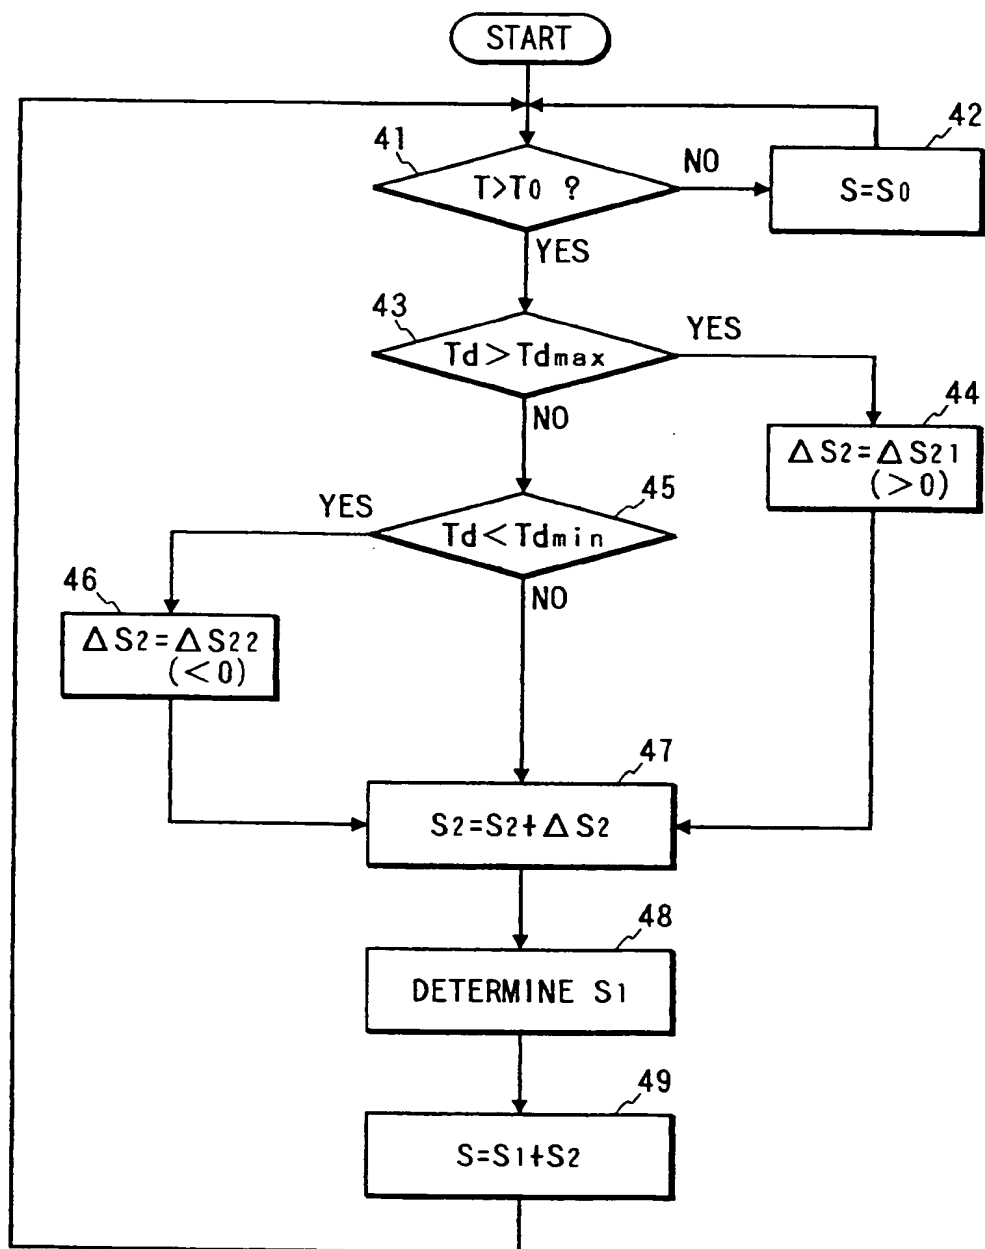 START
41
T>T0 ?
NO
42
S=S0
YES
43
Td>Tdmax
YES
NO
44
ΔS2=ΔS21
(>0)
45
Td<Tdmin
YES
NO
46
ΔS2=ΔS22
(<0)
47
S2=S2+ΔS2
48
DETERMINE S1
49
S=S1+S2